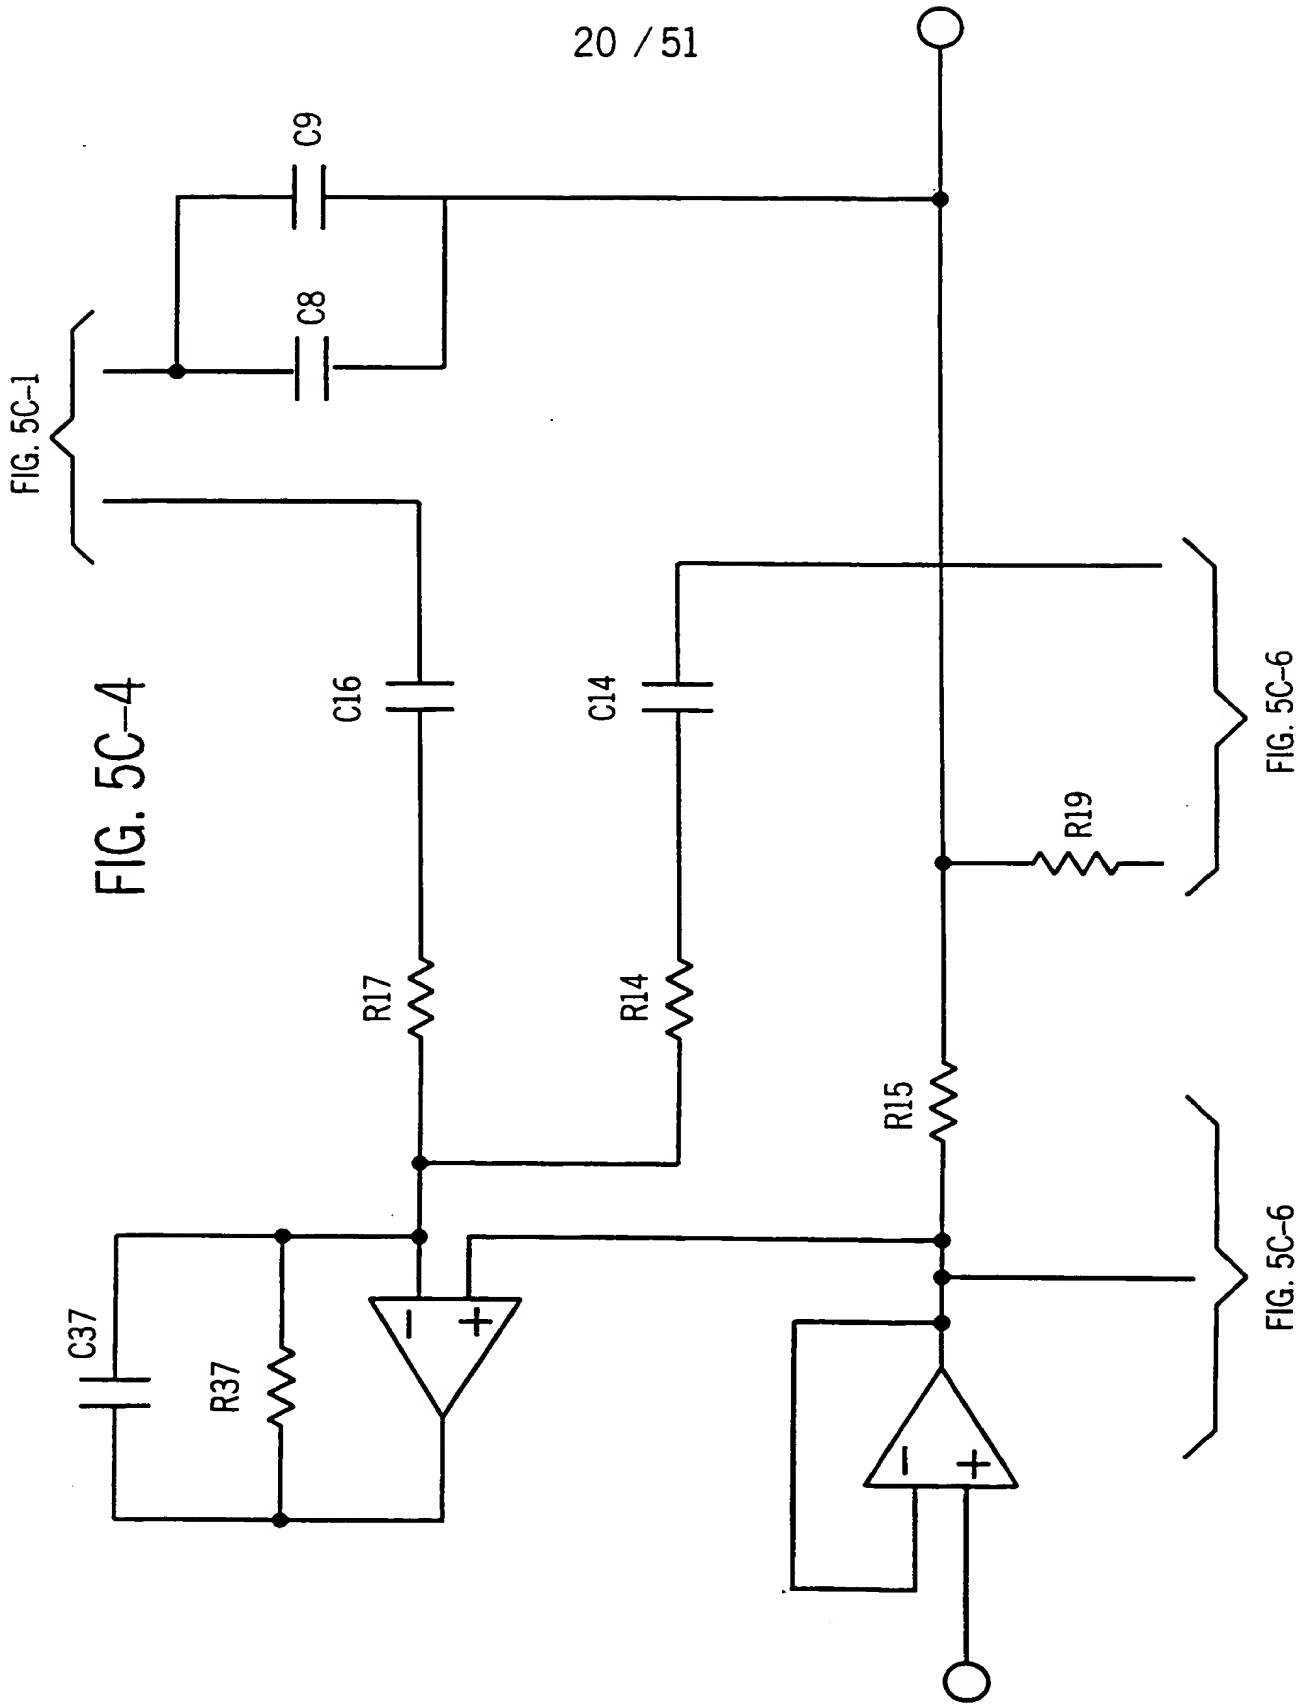 20 / 51
FIG. 5C-1
C9
C8
FIG. 5C-4
C16
C14
R17
R14
R19
FIG. 5C-6
R15
C37
R37
−
+
−
+
FIG. 5C-6